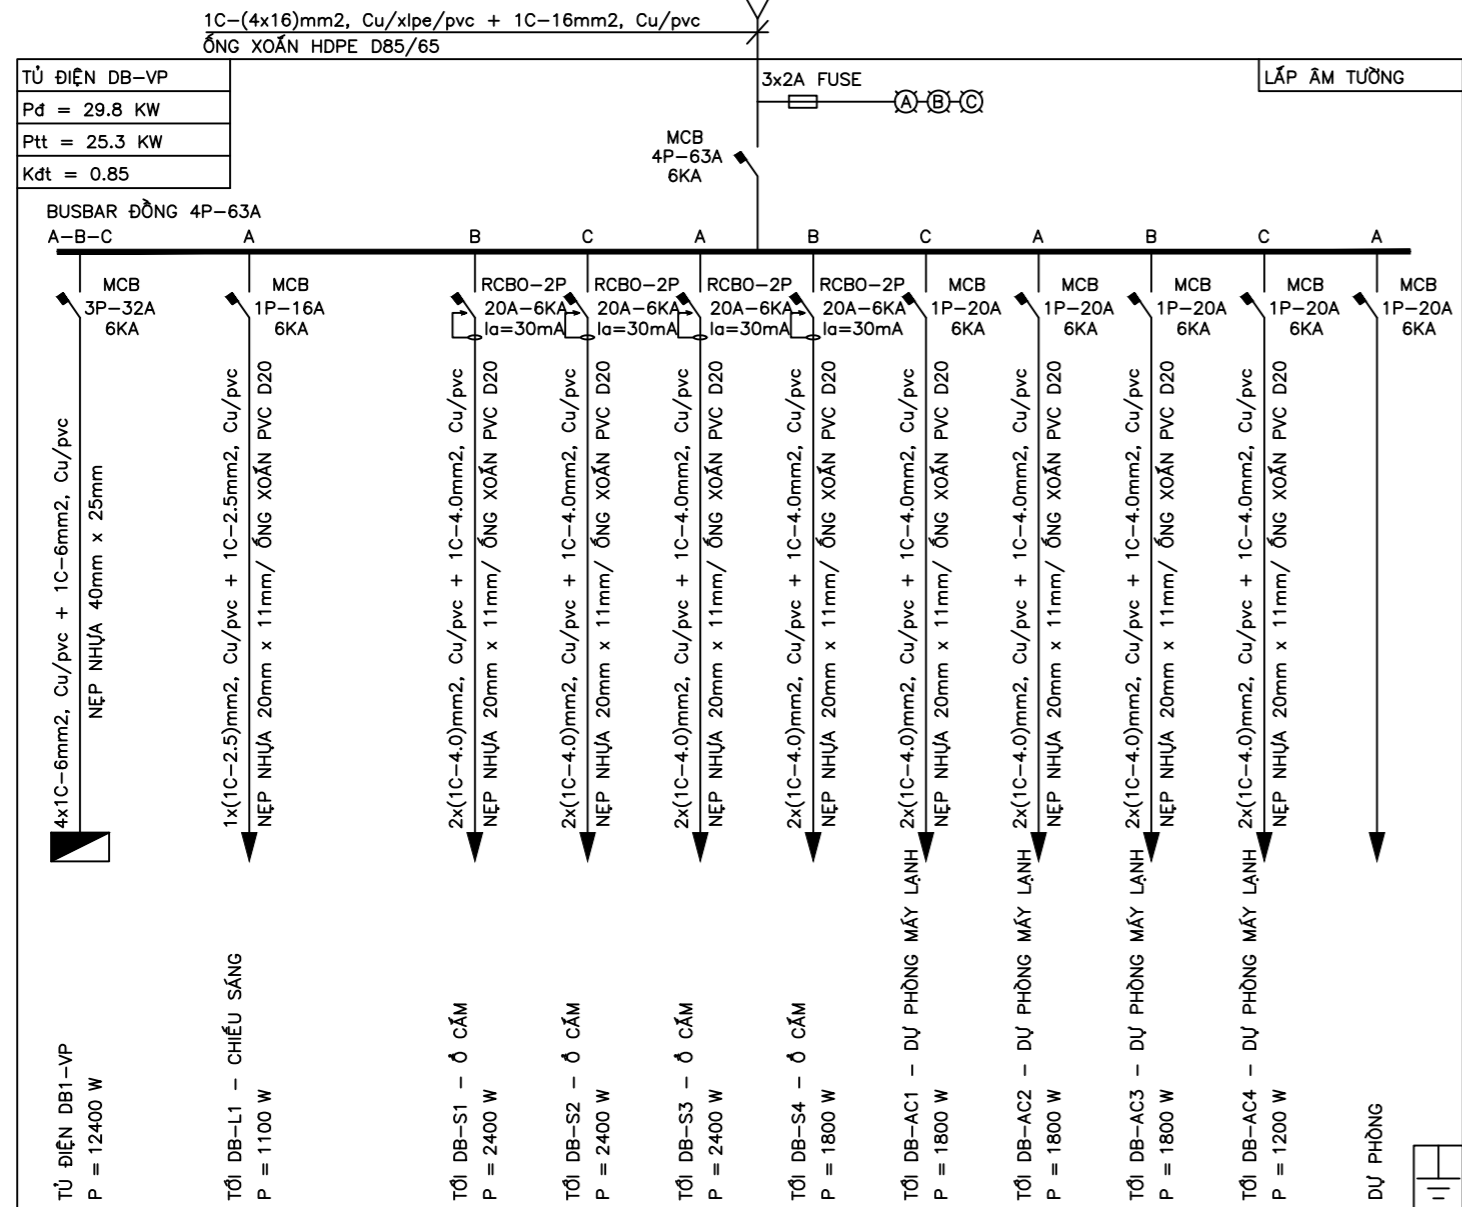 1C-(4x16)mm2, Cu/xlpe/pvc + 1C-16mm2, Cu/pvc
ỐNG XOẮN HDPE D85/65
TỦ ĐIỆN DB-VP
Pđ = 29.8 KW
Ptt = 25.3 KW
Kđt = 0.85
3x2A FUSE
A B C
LẮP ÂM TƯỜNG
MCB
4P-63A
6KA
BUSBAR ĐỒNG 4P-63A
A-B-C A B C A B C A B C A
MCB
3P-32A
6KA
MCB
1P-16A
6KA
RCBO-2P
20A-6KA
Ia=30mA
RCBO-2P
20A-6KA
Ia=30mA
RCBO-2P
20A-6KA
Ia=30mA
RCBO-2P
20A-6KA
Ia=30mA
MCB
1P-20A
6KA
MCB
1P-20A
6KA
MCB
1P-20A
6KA
MCB
1P-20A
6KA
MCB
1P-20A
6KA
4x1C-6mm2, Cu/pvc + 1C-6mm2, Cu/pvc
NẸP NHỰA 40mm x 25mm
1x(1C-2.5)mm2, Cu/pvc + 1C-2.5mm2, Cu/pvc
NẸP NHỰA 20mm x 11mm/ ỐNG XOẮN PVC D20
2x(1C-4.0)mm2, Cu/pvc + 1C-4.0mm2, Cu/pvc
NẸP NHỰA 20mm x 11mm/ ỐNG XOẮN PVC D20
2x(1C-4.0)mm2, Cu/pvc + 1C-4.0mm2, Cu/pvc
NẸP NHỰA 20mm x 11mm/ ỐNG XOẮN PVC D20
2x(1C-4.0)mm2, Cu/pvc + 1C-4.0mm2, Cu/pvc
NẸP NHỰA 20mm x 11mm/ ỐNG XOẮN PVC D20
2x(1C-4.0)mm2, Cu/pvc + 1C-4.0mm2, Cu/pvc
NẸP NHỰA 20mm x 11mm/ ỐNG XOẮN PVC D20
2x(1C-4.0)mm2, Cu/pvc + 1C-4.0mm2, Cu/pvc
NẸP NHỰA 20mm x 11mm/ ỐNG XOẮN PVC D20
2x(1C-4.0)mm2, Cu/pvc + 1C-4.0mm2, Cu/pvc
NẸP NHỰA 20mm x 11mm/ ỐNG XOẮN PVC D20
2x(1C-4.0)mm2, Cu/pvc + 1C-4.0mm2, Cu/pvc
NẸP NHỰA 20mm x 11mm/ ỐNG XOẮN PVC D20
2x(1C-4.0)mm2, Cu/pvc + 1C-4.0mm2, Cu/pvc
NẸP NHỰA 20mm x 11mm/ ỐNG XOẮN PVC D20
TỦ ĐIỆN DB1-VP
P = 12400 W
TỚI DB-L1 - CHIẾU SÁNG
P = 1100 W
TỚI DB-S1 - Ổ CẮM
P = 2400 W
TỚI DB-S2 - Ổ CẮM
P = 2400 W
TỚI DB-S3 - Ổ CẮM
P = 2400 W
TỚI DB-S4 - Ổ CẮM
P = 1800 W
TỚI DB-AC1 - DỰ PHÒNG MÁY LẠNH
P = 1800 W
TỚI DB-AC2 - DỰ PHÒNG MÁY LẠNH
P = 1800 W
TỚI DB-AC3 - DỰ PHÒNG MÁY LẠNH
P = 1800 W
TỚI DB-AC4 - DỰ PHÒNG MÁY LẠNH
P = 1200 W
DỰ PHÒNG